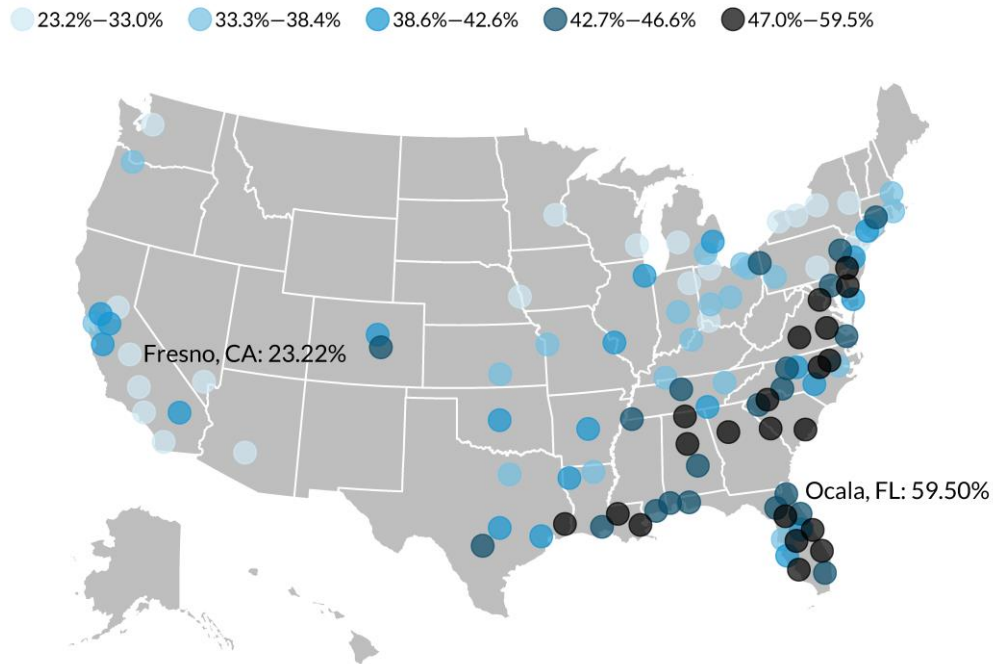 23.2%—33.0% 33.3%—38.4% 38.6%—42.6% 42.7%—46.6% 47.0%—59.5%
Fresno, CA: 23.22%
Ocala, FL: 59.50%